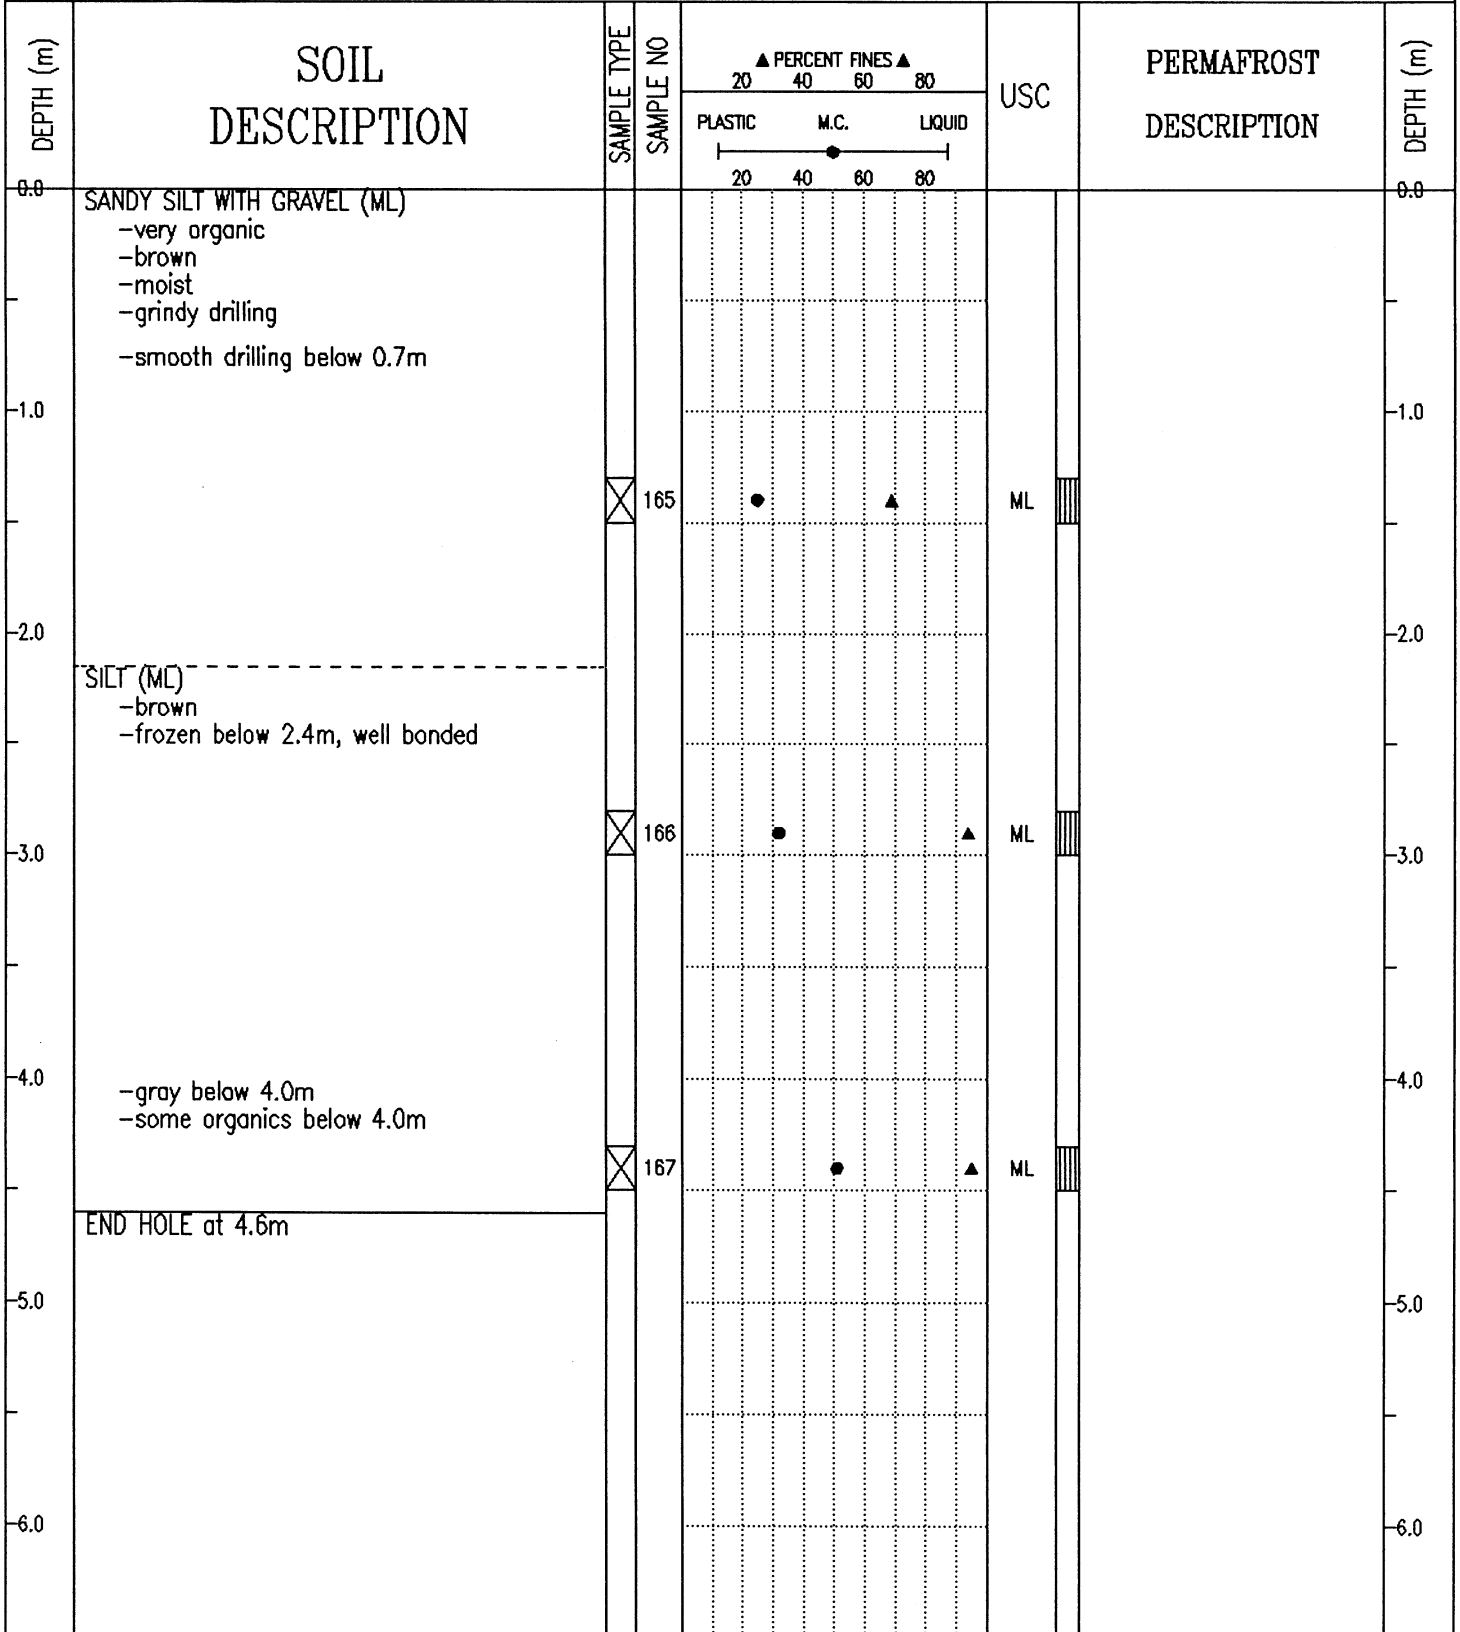 DEPTH (m)
SOIL
DESCRIPTION
SAMPLE TYPE
SAMPLE NO
▲ PERCENT FINES ▲
20 40 60 80
PLASTIC M.C. LIQUID
20 40 60 80
USC
PERMAFROST
DESCRIPTION
DEPTH (m)
0.0 0.0
SANDY SILT WITH GRAVEL (ML)
-very organic
-brown
-moist
-grindy drilling
-smooth drilling below 0.7m
1.0 1.0
165 ML
2.0 2.0
SILT (ML)
-brown
-frozen below 2.4m, well bonded
166 ML
3.0 3.0
4.0 4.0
-gray below 4.0m
-some organics below 4.0m
167 ML
END HOLE at 4.6m
5.0 5.0
6.0 6.0